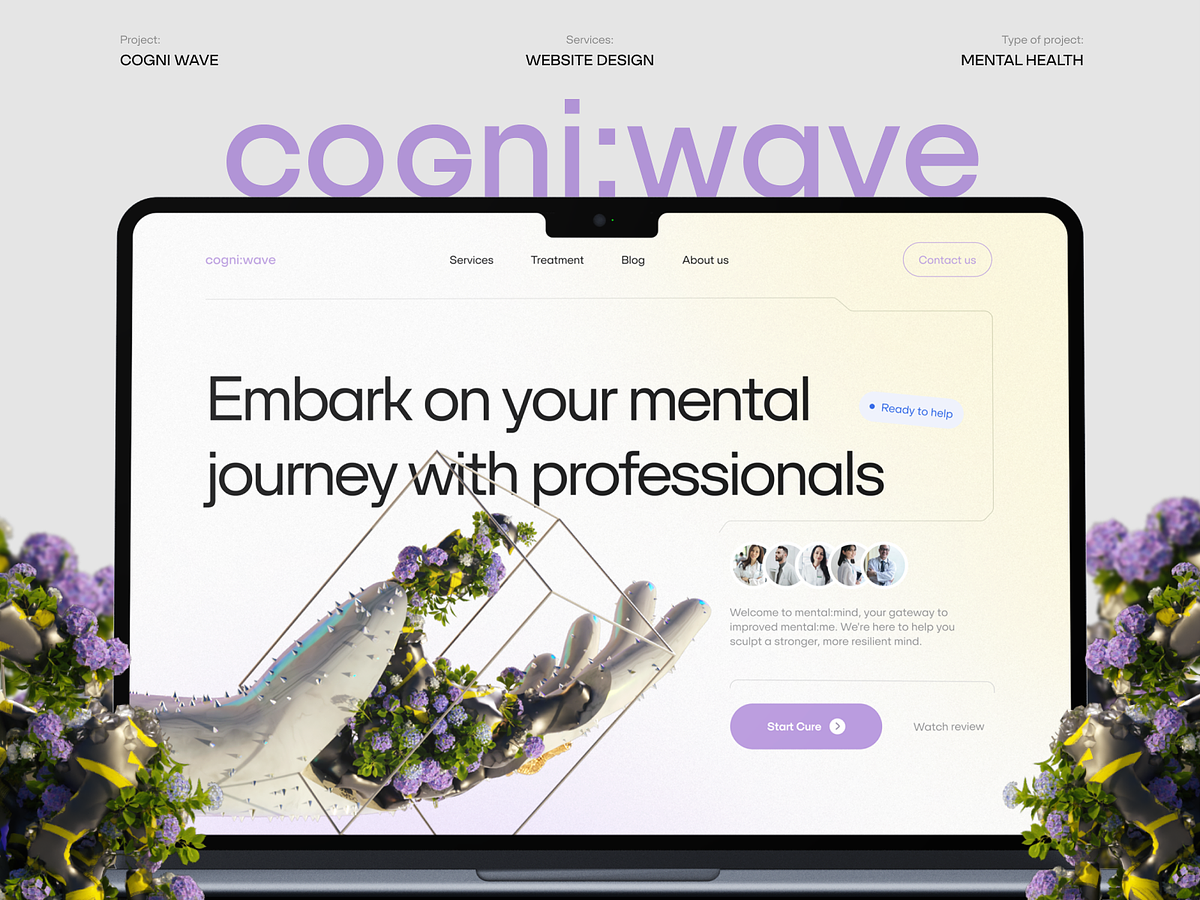 Project:
COGNI WAVE
Services:
WEBSITE DESIGN
Type of project:
MENTAL HEALTH
cogni:wave
cogni:wave
Services
Treatment
Blog
About us
Contact us
Embark on your mental
journey with professionals
Ready to help
Welcome to mental:mind, your gateway to
improved mental:me. We're here to help you
sculpt a stronger, more resilient mind.
Start Cure
Watch review